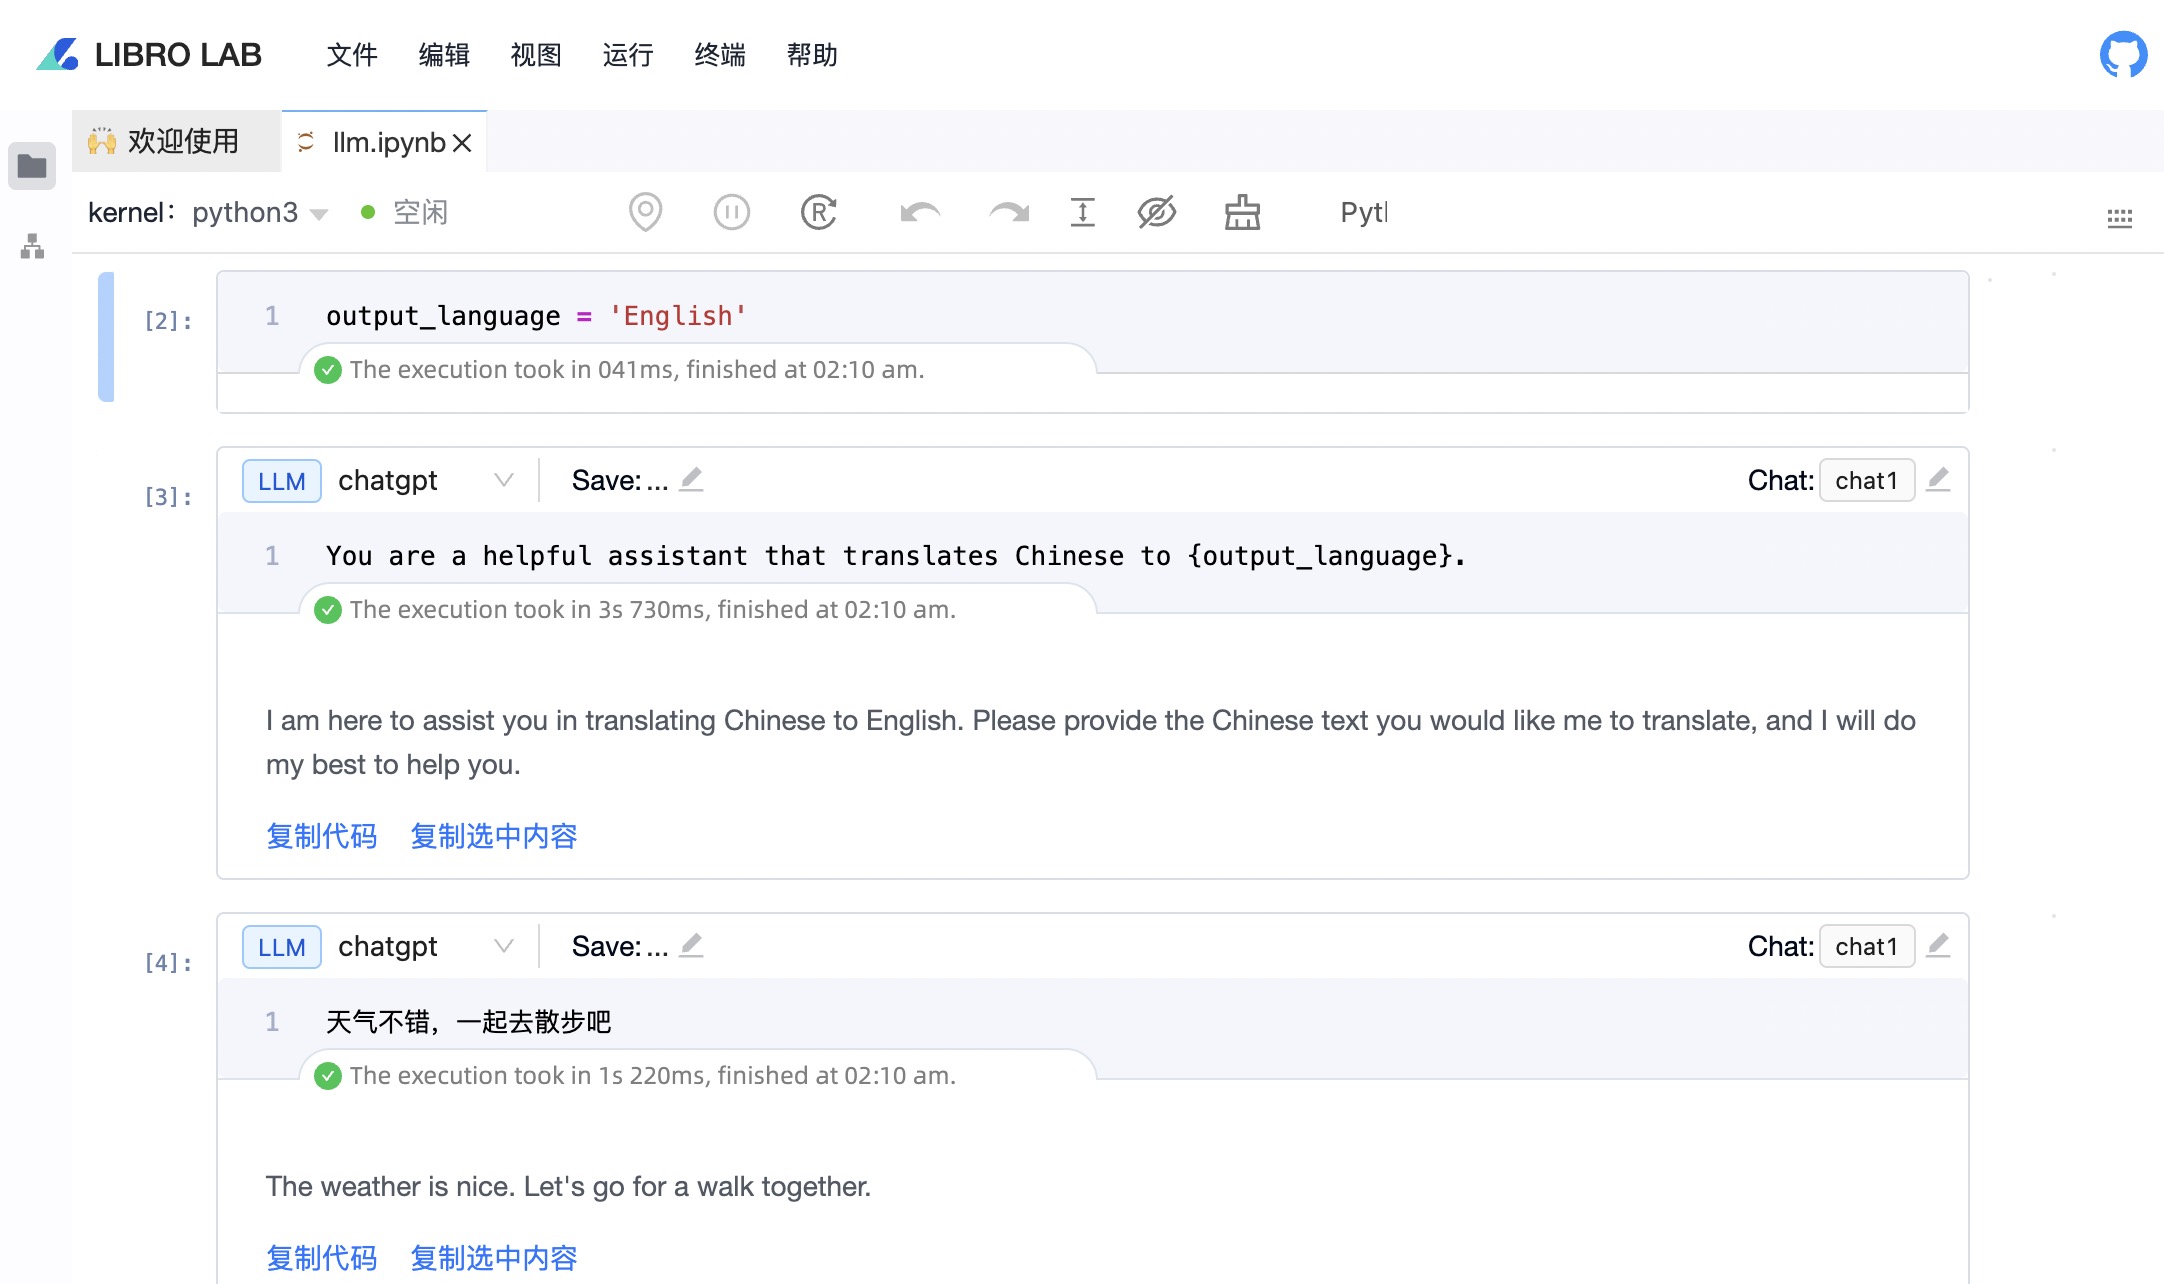 LIBRO LAB 文件 编辑 视图 运行 终端 帮助
欢迎使用 llm.ipynb
kernel: python3 空闲
[2]:
1 output_language = 'English'
The execution took in 041ms, finished at 02:10 am.
[3]:
LLM chatgpt Save: ... Chat: chat1
1 You are a helpful assistant that translates Chinese to {output_language}.
The execution took in 3s 730ms, finished at 02:10 am.
I am here to assist you in translating Chinese to English. Please provide the Chinese text you would like me to translate, and I will do
my best to help you.
复制代码 复制选中内容
[4]:
LLM chatgpt Save: ... Chat: chat1
1 天气不错，一起去散步吧
The execution took in 1s 220ms, finished at 02:10 am.
The weather is nice. Let's go for a walk together.
复制代码 复制选中内容